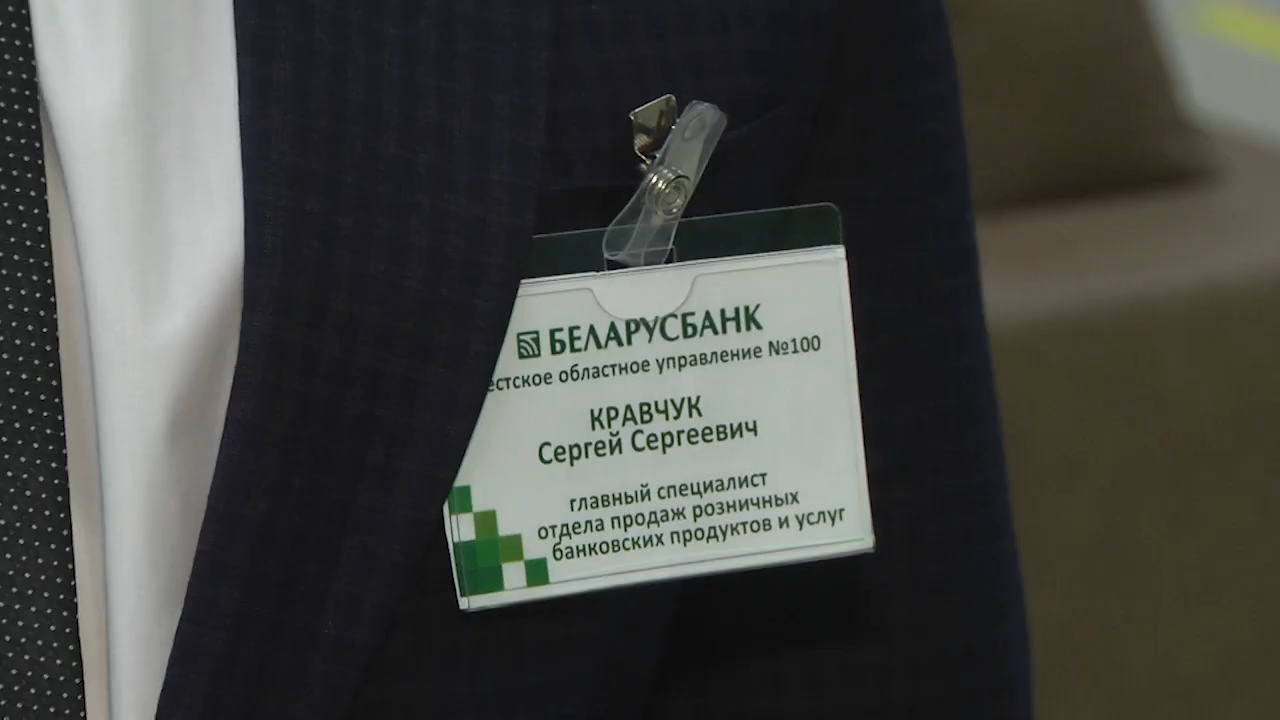 БЕЛАРУСБАНК
областное управление №100
КРАВЧУК
Сергей Сергеевич
главный специалист
отдела продаж розничных
банковских продуктов и услуг